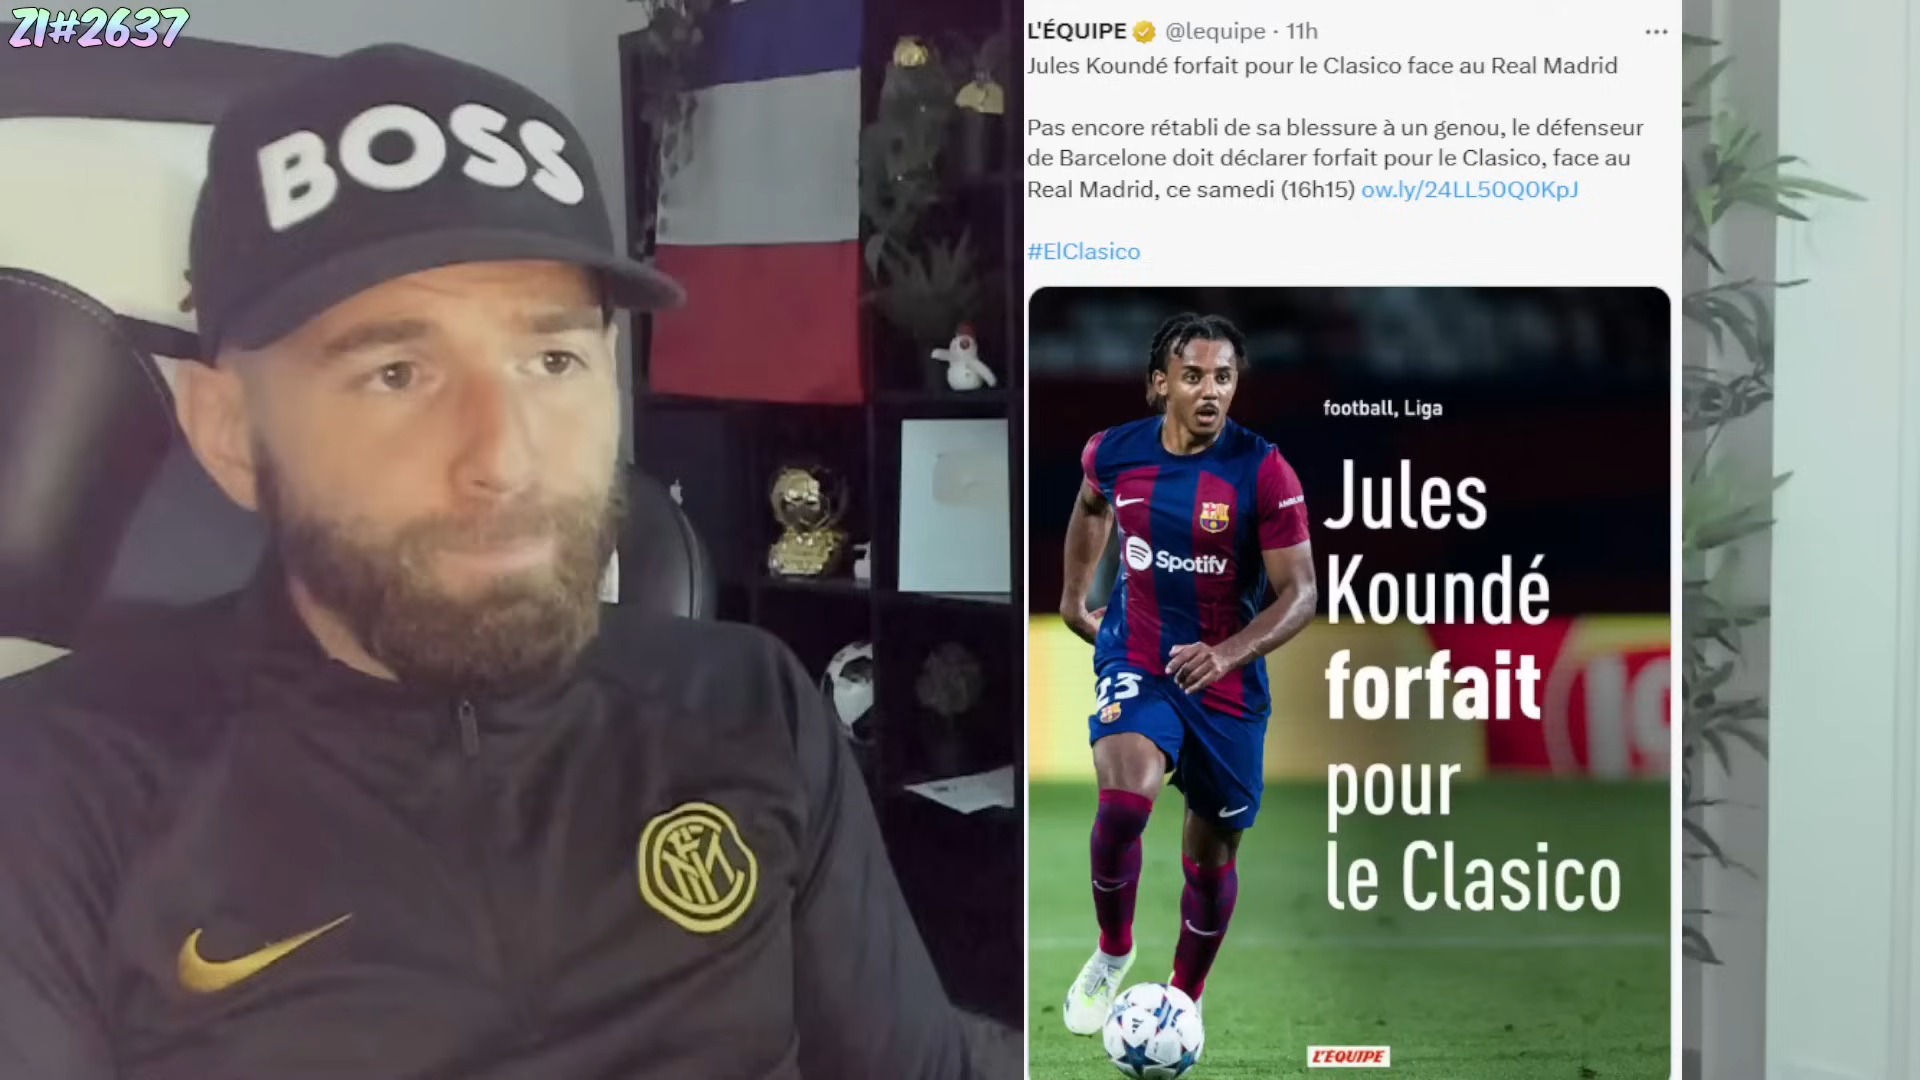 ZI#2637
BOSS
L'ÉQUIPE @lequipe · 11h
Jules Koundé forfait pour le Clasico face au Real Madrid
Pas encore rétabli de sa blessure à un genou, le défenseur
de Barcelone doit déclarer forfait pour le Clasico, face au
Real Madrid, ce samedi (16h15) ow.ly/24LL50Q0KpJ
#ElClasico
football, Liga
Jules
Koundé
forfait
pour
le Clasico
Spotify
23
L'ÉQUIPE